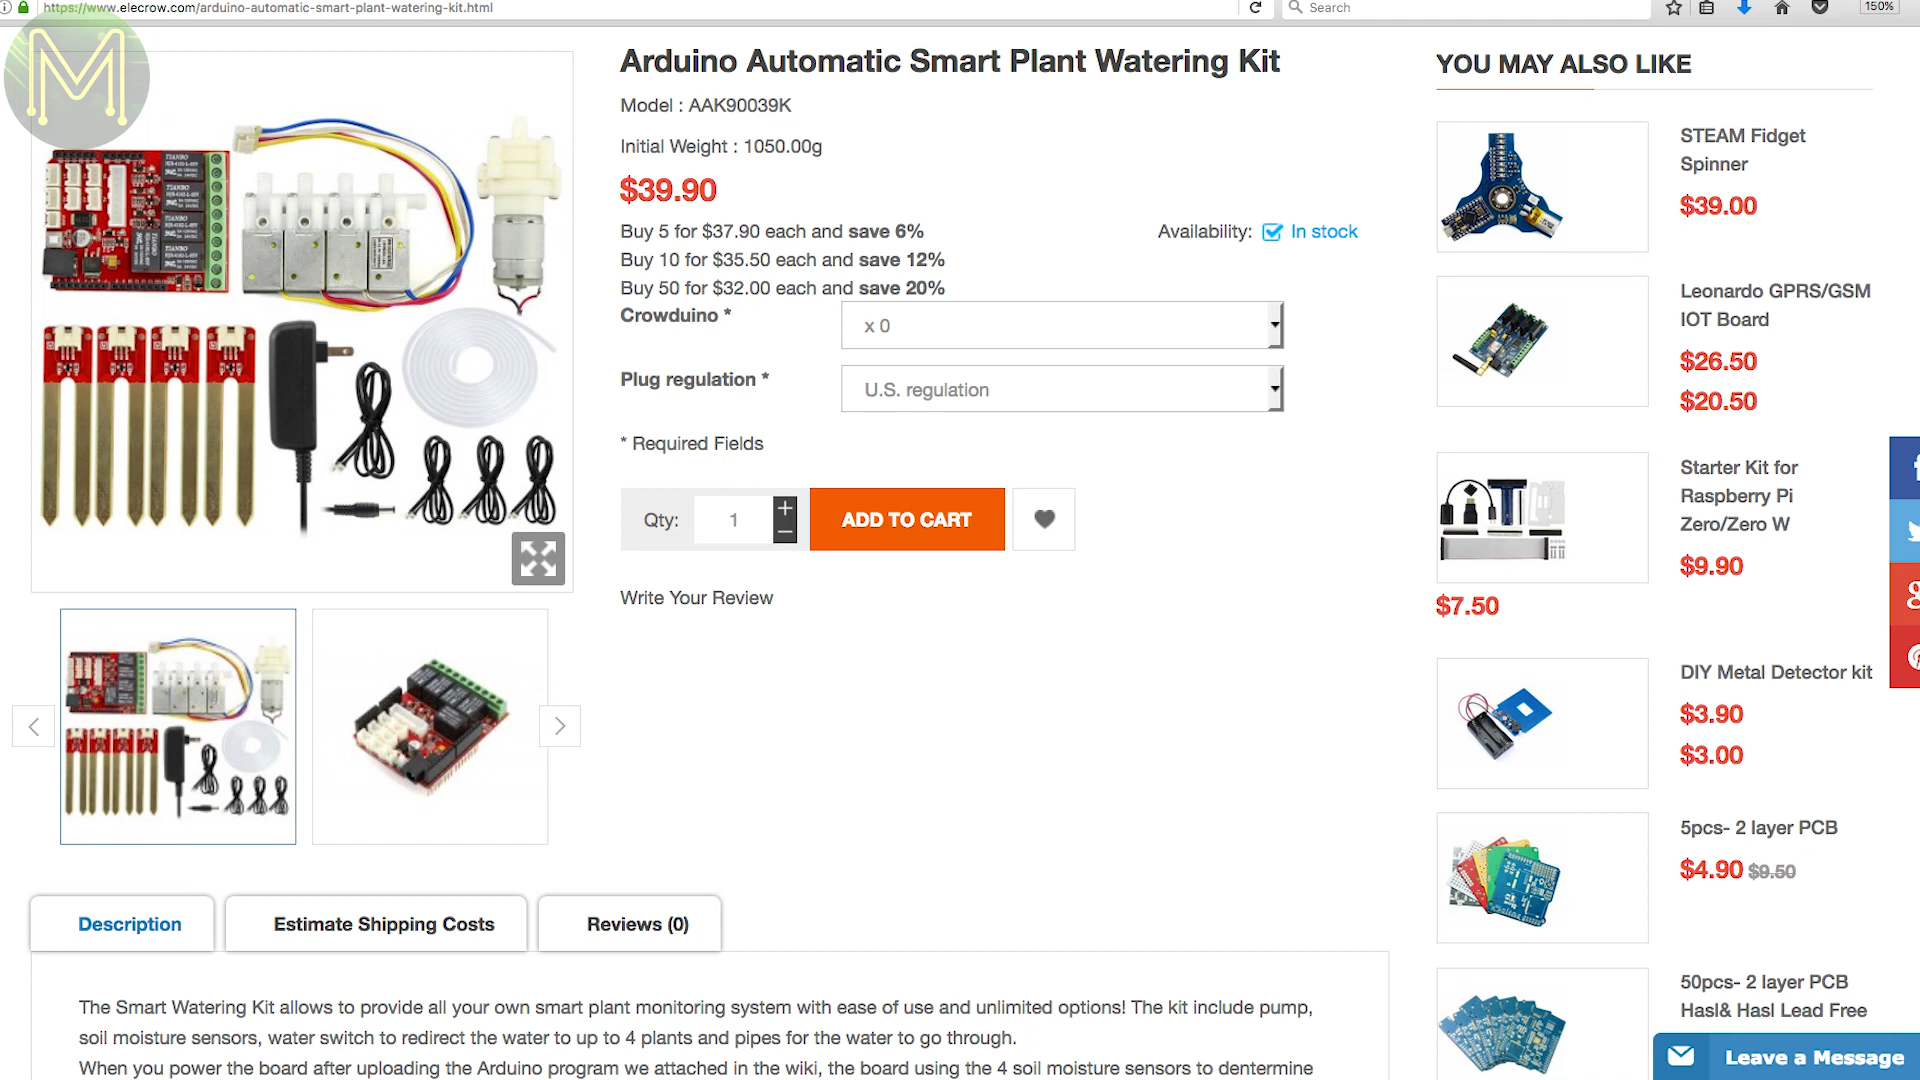 https://www.elecrow.com/arduino-automatic-smart-plant-watering-kit.html
Search
150%
M
Arduino Automatic Smart Plant Watering Kit
Model : AAK90039K
Initial Weight : 1050.00g
$39.90
Buy 5 for $37.90 each and save 6%
Availability: In stock
Buy 10 for $35.50 each and save 12%
Buy 50 for $32.00 each and save 20%
Crowduino *
x 0
Plug regulation *
U.S. regulation
* Required Fields
Qty: 1 + −
ADD TO CART
Write Your Review
TIANBO
TIANBO
TIANBO
TIANBO
Description
Estimate Shipping Costs
Reviews (0)
The Smart Watering Kit allows to provide all your own smart plant monitoring system with ease of use and unlimited options! The kit include pump,
soil moisture sensors, water switch to redirect the water to up to 4 plants and pipes for the water to go through.
When you power the board after uploading the Arduino program we attached in the wiki, the board using the 4 soil moisture sensors to dentermine
YOU MAY ALSO LIKE
STEAM Fidget
Spinner
$39.00
Leonardo GPRS/GSM
IOT Board
$26.50
$20.50
Starter Kit for
Raspberry Pi
Zero/Zero W
$9.90
$7.50
DIY Metal Detector kit
$3.90
$3.00
5pcs- 2 layer PCB
$4.90 $9.50
50pcs- 2 layer PCB
Hasl& Hasl Lead Free
Leave a Message